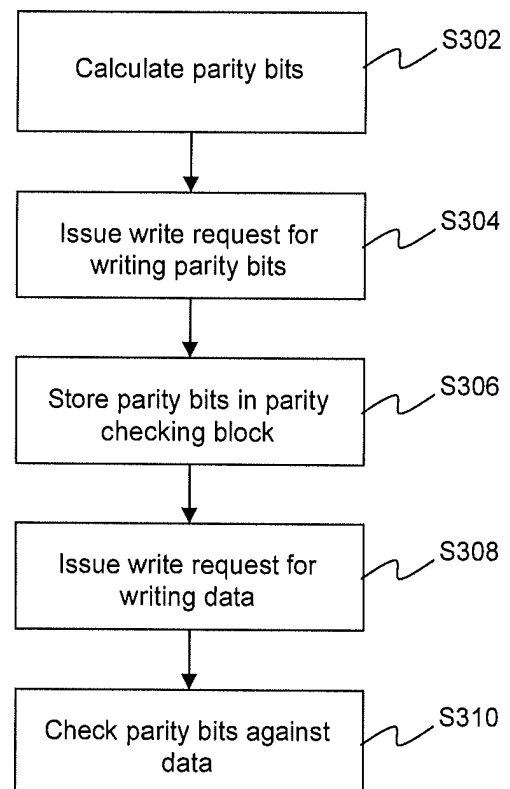 Calculate parity bits
S302
Issue write request for
writing parity bits
S304
Store parity bits in parity
checking block
S306
Issue write request for
writing data
S308
Check parity bits against
data
S310